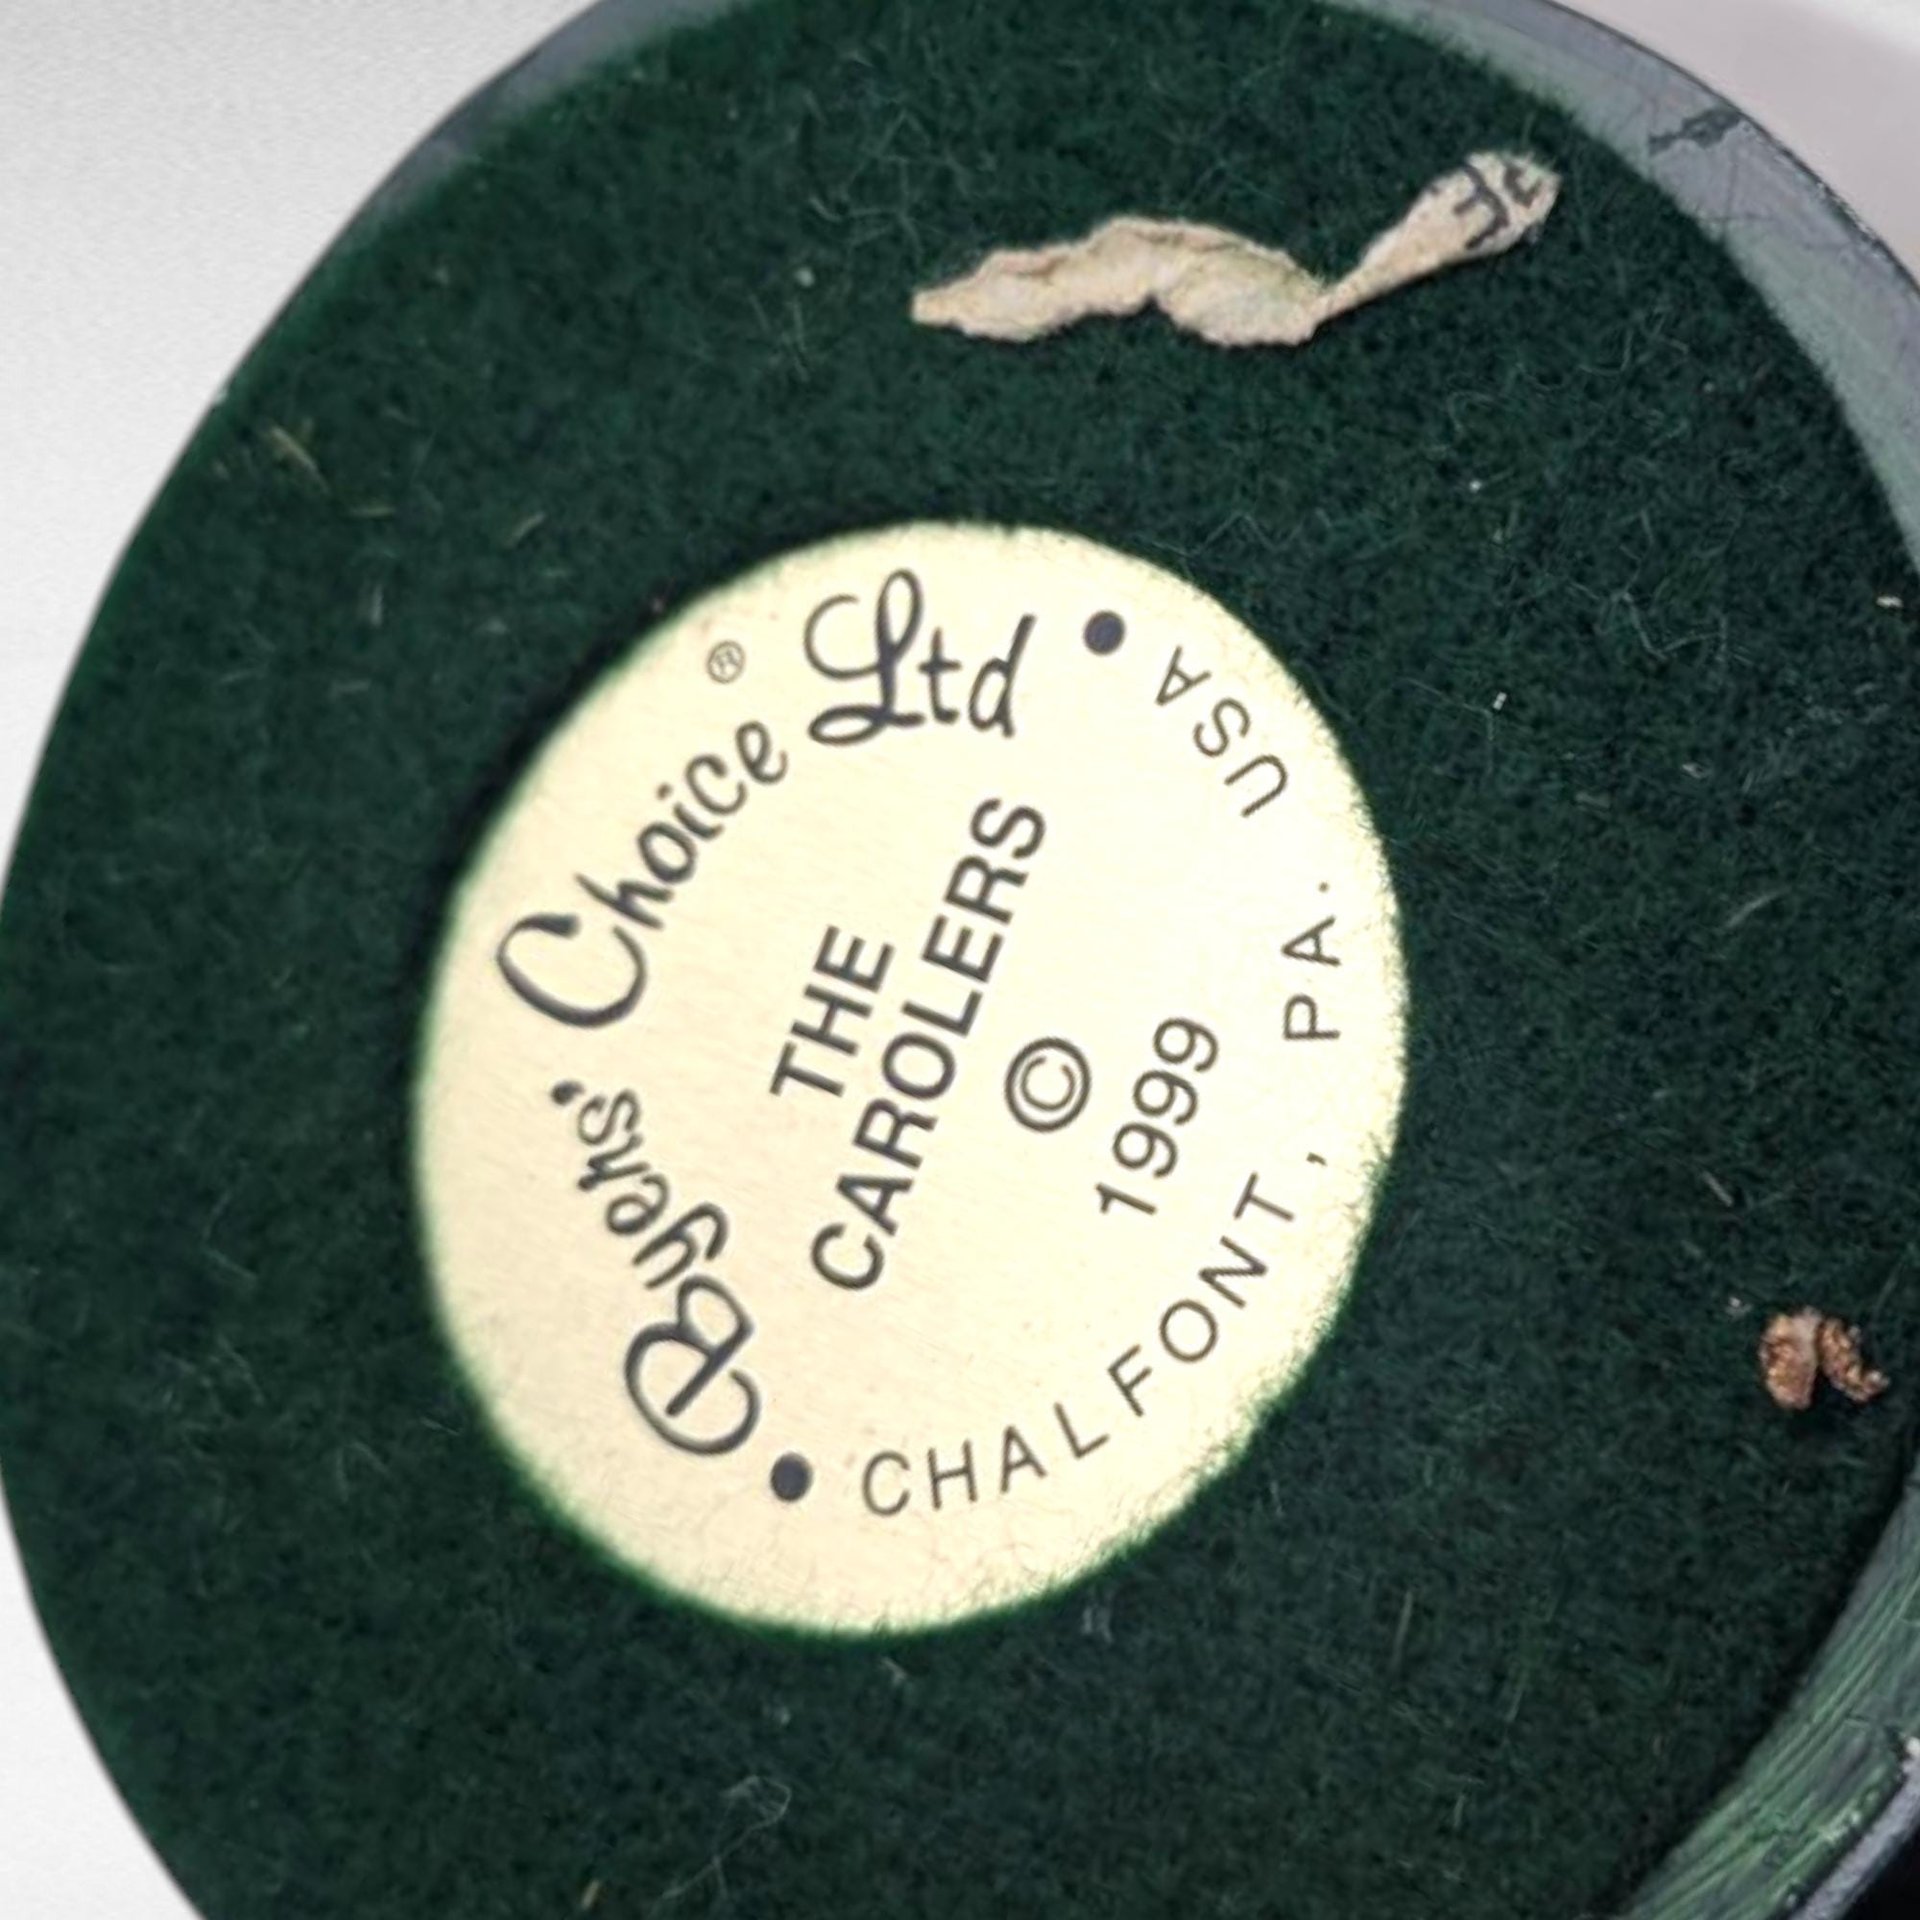 Byers' Choice® Ltd
THE
CAROLERS
©
1999
• CHALFONT, PA. USA •